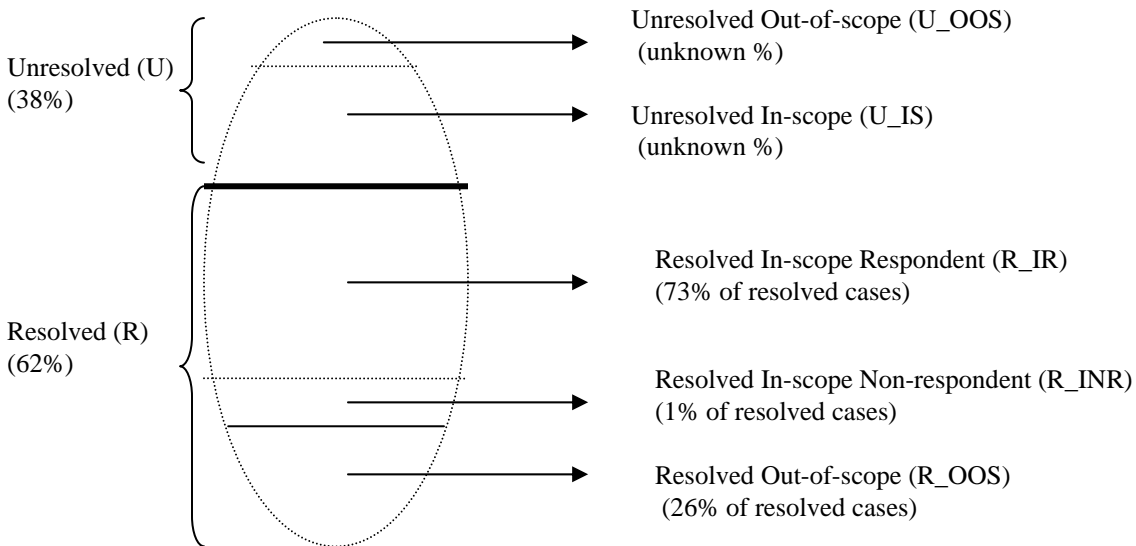 Unresolved Out-of-scope (U_OOS)
(unknown %)
Unresolved (U)
(38%)
Unresolved In-scope (U_IS)
(unknown %)
Resolved In-scope Respondent (R_IR)
(73% of resolved cases)
Resolved (R)
(62%)
Resolved In-scope Non-respondent (R_INR)
(1% of resolved cases)
Resolved Out-of-scope (R_OOS)
(26% of resolved cases)